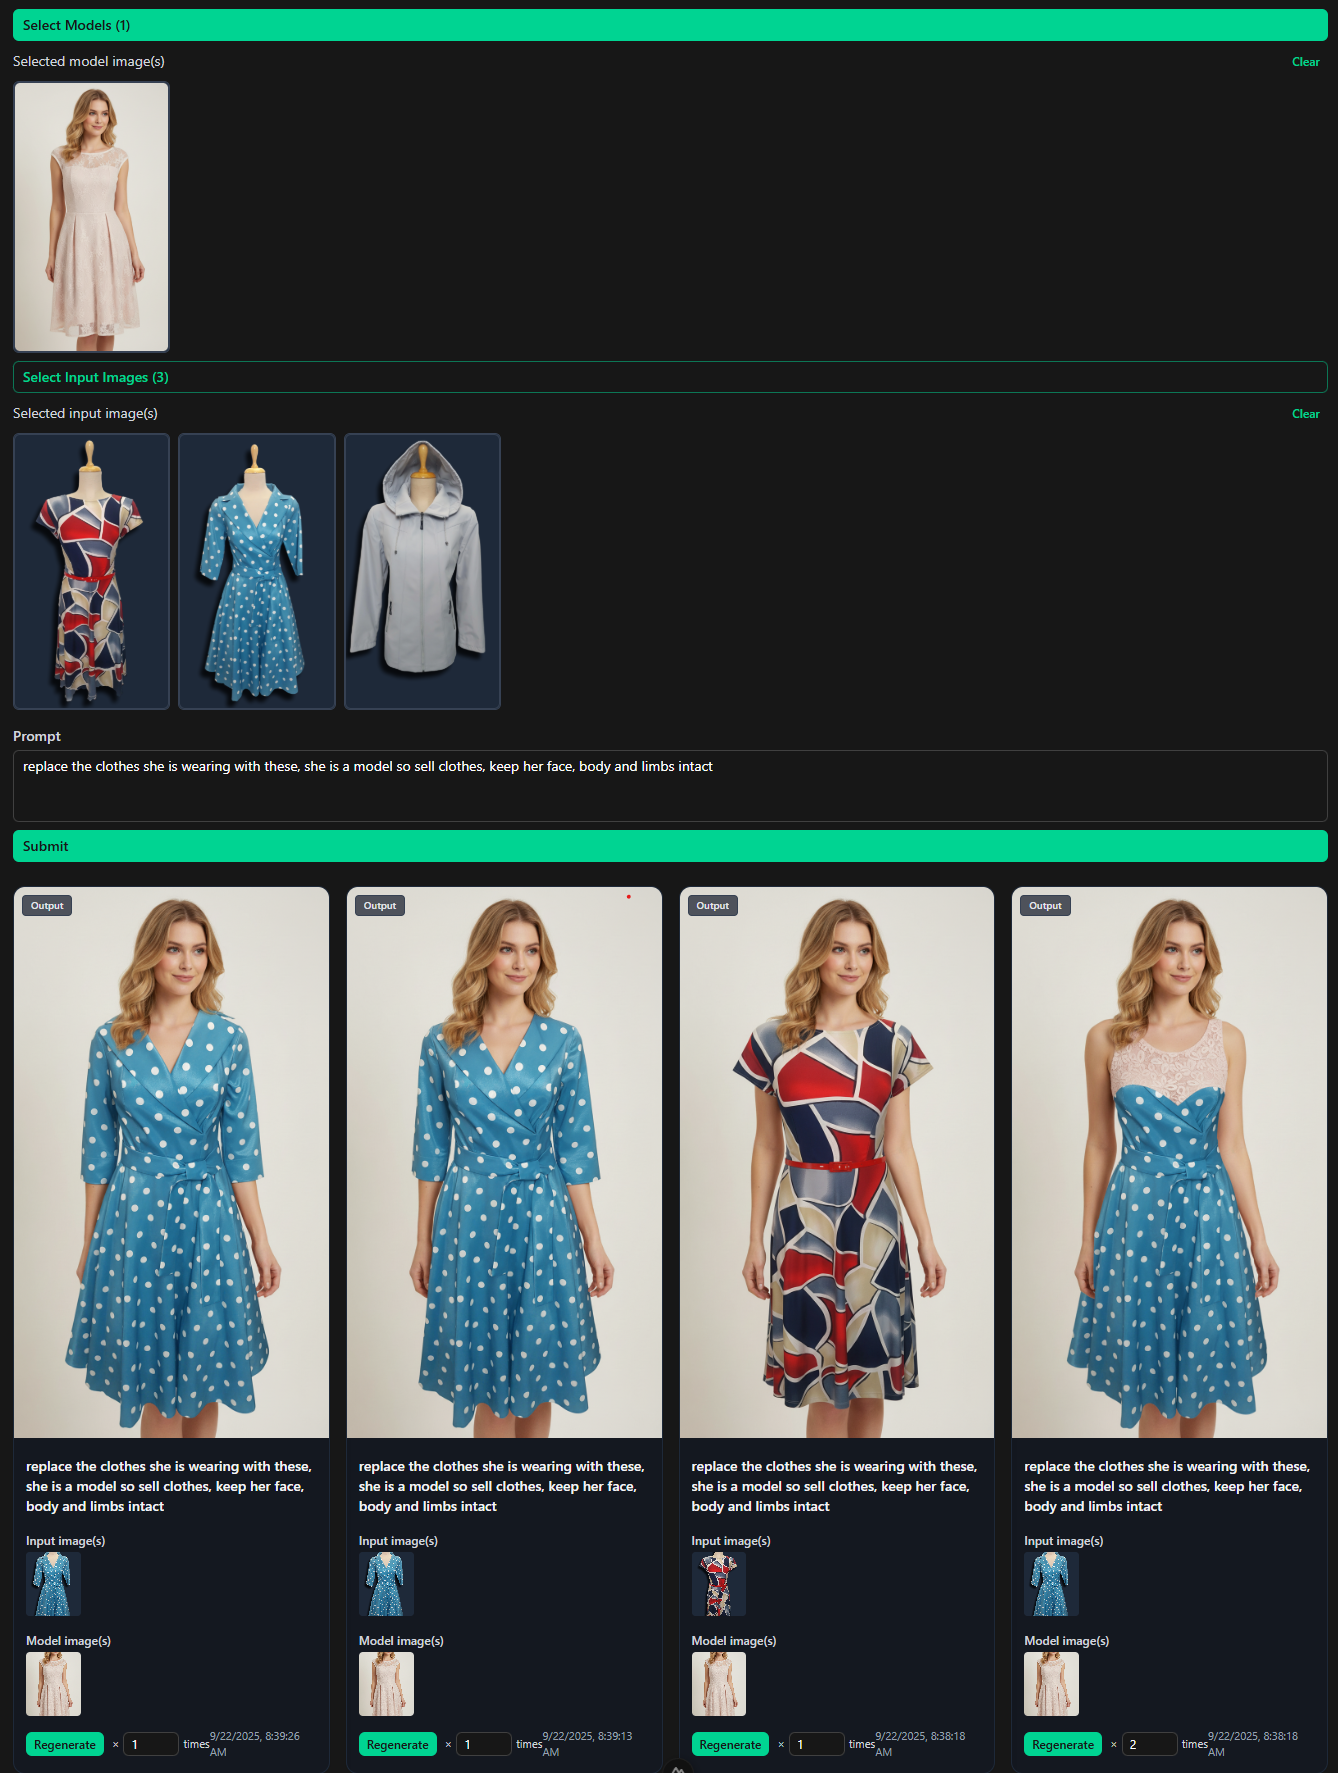 Select Models (1)
Selected model image(s)
Clear
Select Input Images (3)
Selected input image(s)
Clear
Prompt
replace the clothes she is wearing with these, she is a model so sell clothes, keep her face, body and limbs intact
Submit
Output
Output
Output
Output
replace the clothes she is wearing with these,
she is a model so sell clothes, keep her face,
body and limbs intact
Input image(s)
Model image(s)
Regenerate × 1 times 9/22/2025, 8:39:26
AM
replace the clothes she is wearing with these,
she is a model so sell clothes, keep her face,
body and limbs intact
Input image(s)
Model image(s)
Regenerate × 1 times 9/22/2025, 8:39:13
AM
replace the clothes she is wearing with these,
she is a model so sell clothes, keep her face,
body and limbs intact
Input image(s)
Model image(s)
Regenerate × 1 times 9/22/2025, 8:38:18
AM
replace the clothes she is wearing with these,
she is a model so sell clothes, keep her face,
body and limbs intact
Input image(s)
Model image(s)
Regenerate × 2 times 9/22/2025, 8:38:18
AM